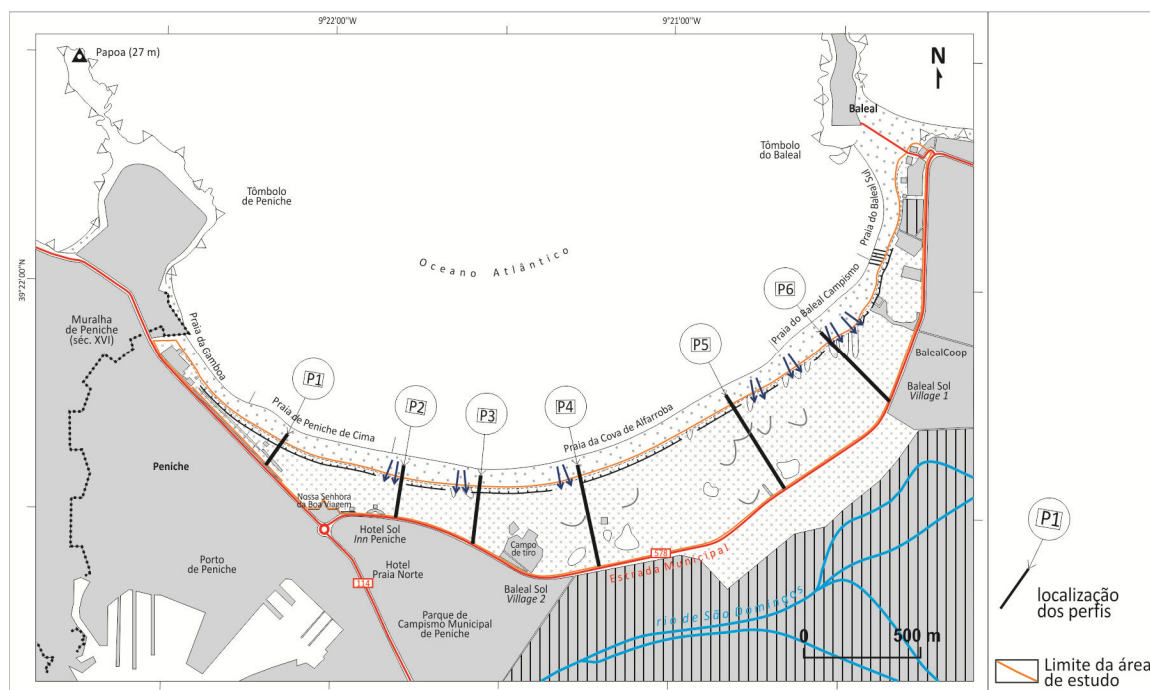 9°22'00"W
9°21'00"W
Papoa (27 m)
N
Baleal
Tômbolo
do Baleal
Tômbolo
de Peniche
Praia do Baleal Sul
Oceano Atlântico
39°22'00"N
P6
Praia do Baleal Campismo
Muralha
de Peniche
(séc. XVI)
Praia da Gamboa
P5
BalealCoop
P1
Baleal Sol
Village 1
P2
P3
P4
Praia de Peniche de Cima
Praia da Cova de Alfarroba
Peniche
Nossa Senhora
da Boa Viagem
Hotel Sol
Inn Peniche
Campo
de tiro
P1
Porto
de Peniche
Hotel
Praia Norte
578
Estrada Municipal
114
Baleal Sol
Village 2
rio de São Domingos
localização
dos perfis
Parque de
Campismo Municipal
de Peniche
0 500 m
Limite da área
de estudo